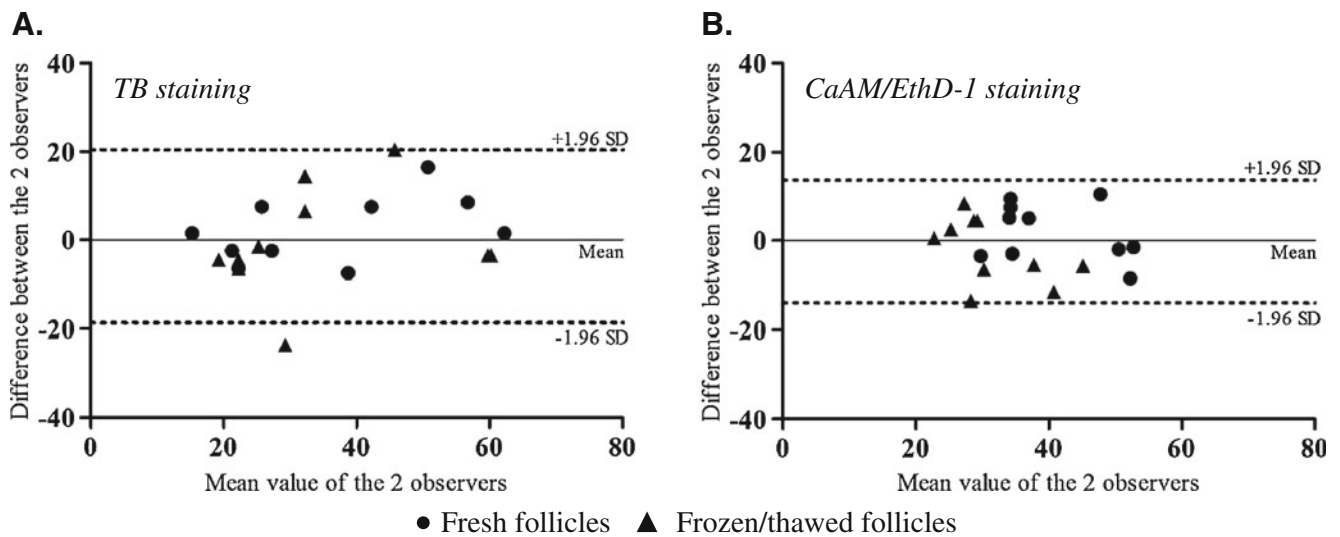 A.
TB staining
Difference between the 2 observers
40
20
0
-20
-40
+1.96 SD
Mean
-1.96 SD
0 20 40 60 80
Mean value of the 2 observers
B.
CaAM/EthD-1 staining
Difference between the 2 observers
40
20
0
-20
-40
+1.96 SD
Mean
-1.96 SD
0 20 40 60 80
Mean value of the 2 observers
Fresh follicles Frozen/thawed follicles